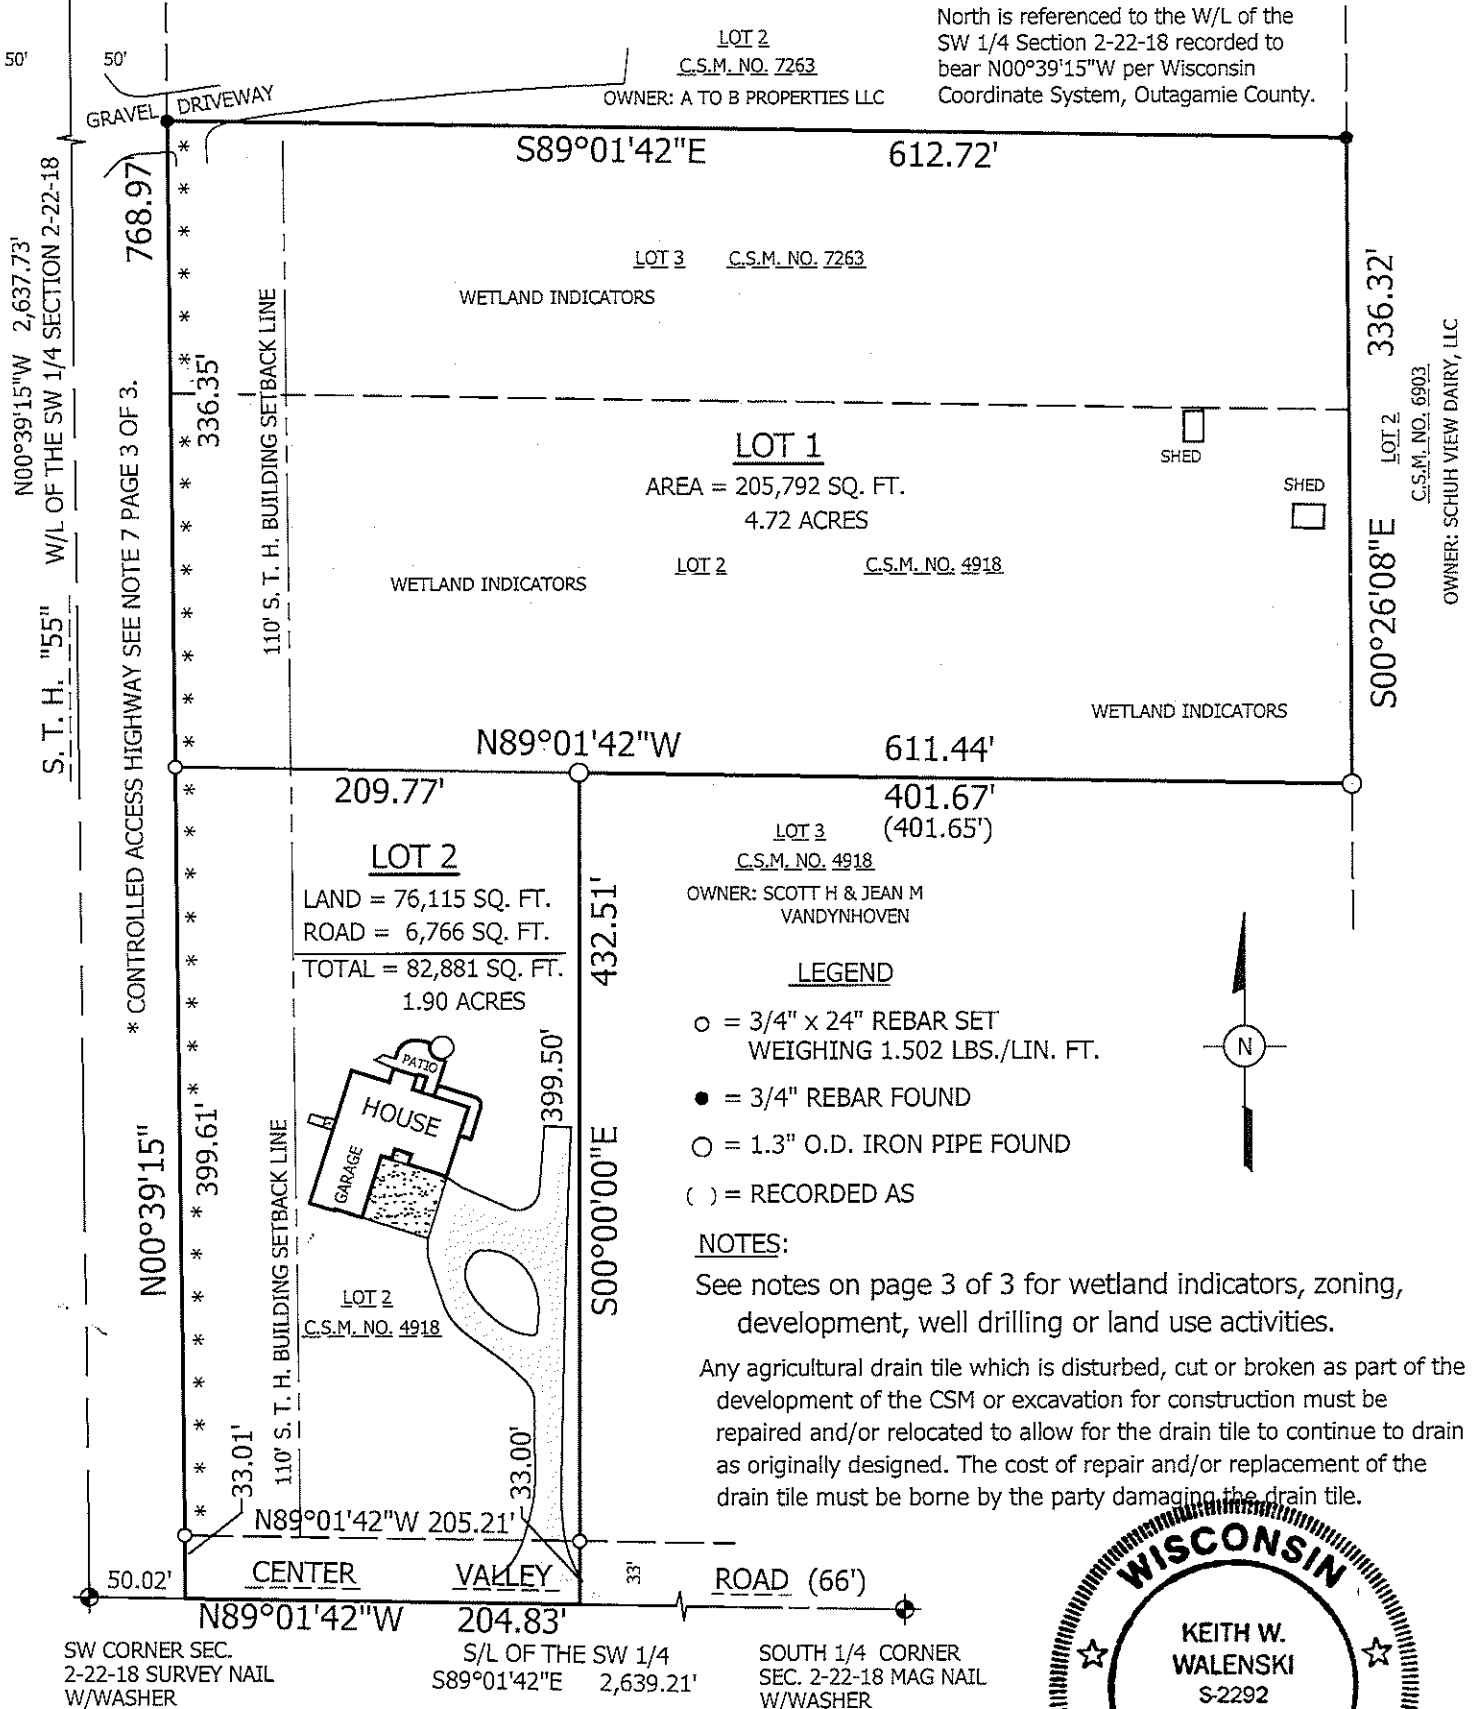 North is referenced to the W/L of the
SW 1/4 Section 2-22-18 recorded to
bear N00°39'15"W per Wisconsin
Coordinate System, Outagamie County.
LOT 2
C.S.M. NO. 7263
OWNER: A TO B PROPERTIES LLC
50'
50'
GRAVEL DRIVEWAY
S89°01'42"E 612.72'
768.97
N00°39'15"W 2,637.73'
W/L OF THE SW 1/4 SECTION 2-22-18
S. T. H. "55"
* CONTROLLED ACCESS HIGHWAY SEE NOTE 7 PAGE 3 OF 3.
336.35'
110' S. T. H. BUILDING SETBACK LINE
LOT 3 C.S.M. NO. 7263
WETLAND INDICATORS
336.32'
S00°26'08"E
LOT 2
C.S.M. NO. 6903
OWNER: SCHUH VIEW DAIRY, LLC
LOT 1
AREA = 205,792 SQ. FT.
4.72 ACRES
SHED
SHED
LOT 2 C.S.M. NO. 4918
WETLAND INDICATORS
WETLAND INDICATORS
N89°01'42"W 611.44'
209.77'
401.67'
(401.65')
LOT 3
C.S.M. NO. 4918
OWNER: SCOTT H & JEAN M
VANDYNHOVEN
LOT 2
LAND = 76,115 SQ. FT.
ROAD = 6,766 SQ. FT.
TOTAL = 82,881 SQ. FT.
1.90 ACRES
432.51'
399.50'
S00°00'00"E
N00°39'15"
399.61'
110' S. T. H. BUILDING SETBACK LINE
PATIO
HOUSE
GARAGE
LOT 2
C.S.M. NO. 4918
LEGEND
= 3/4" x 24" REBAR SET
WEIGHING 1.502 LBS./LIN. FT.
= 3/4" REBAR FOUND
= 1.3" O.D. IRON PIPE FOUND
( ) = RECORDED AS
N
NOTES:
See notes on page 3 of 3 for wetland indicators, zoning,
development, well drilling or land use activities.
Any agricultural drain tile which is disturbed, cut or broken as part of the
development of the CSM or excavation for construction must be
repaired and/or relocated to allow for the drain tile to continue to drain
as originally designed. The cost of repair and/or replacement of the
drain tile must be borne by the party damaging the drain tile.
33.01'
33.00'
N89°01'42"W 205.21'
50.02'
CENTER VALLEY ROAD (66')
33'
N89°01'42"W 204.83'
SW CORNER SEC.
2-22-18 SURVEY NAIL
W/WASHER
S/L OF THE SW 1/4
S89°01'42"E 2,639.21'
SOUTH 1/4 CORNER
SEC. 2-22-18 MAG NAIL
W/WASHER
WISCONSIN
KEITH W.
WALENSKI
S-2292